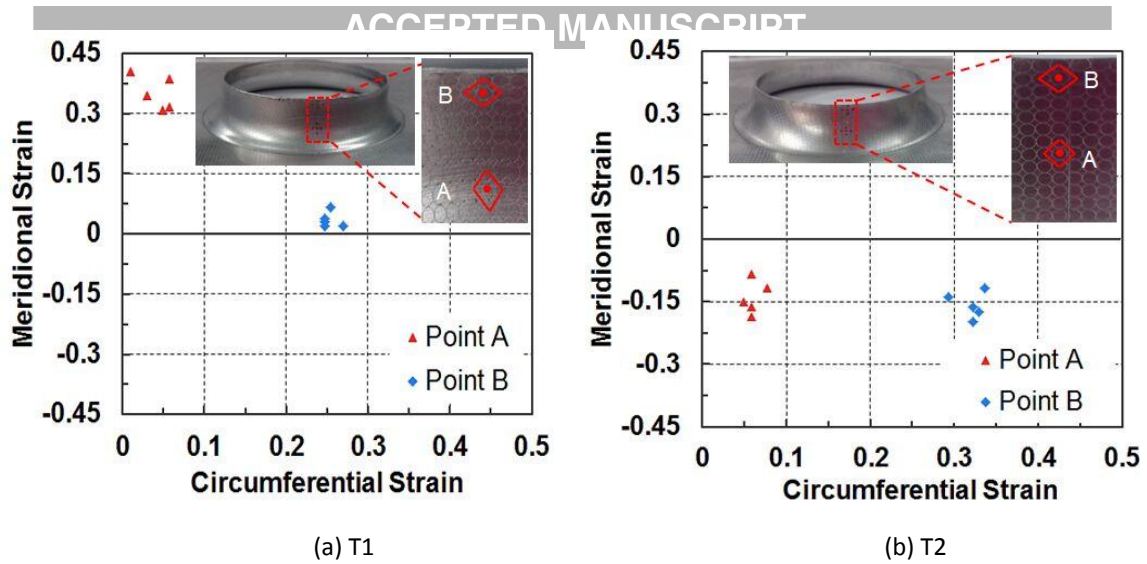 ACCEPTED MANUSCRIPT
0.45
0.3
0.15
0
-0.15
-0.3
-0.45
Meridional Strain
B
A
Point A
Point B
0 0.1 0.2 0.3 0.4 0.5
Circumferential Strain
(a) T1
0.45
0.3
0.15
0
-0.15
-0.3
-0.45
Meridional Strain
B
A
Point A
Point B
0 0.1 0.2 0.3 0.4 0.5
Circumferential Strain
(b) T2